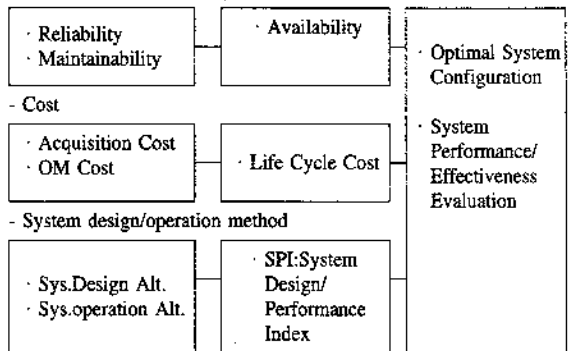 · Reliability
· Maintainability
· Availability
- Cost
· Acquisition Cost
· OM Cost
· Life Cycle Cost
- System design/operation method
· Sys.Design Alt.
· Sys.operation Alt.
· SPI:System
Design/
Performance
Index
· Optimal System
Configuration
· System
Performance/
Effectiveness
Evaluation